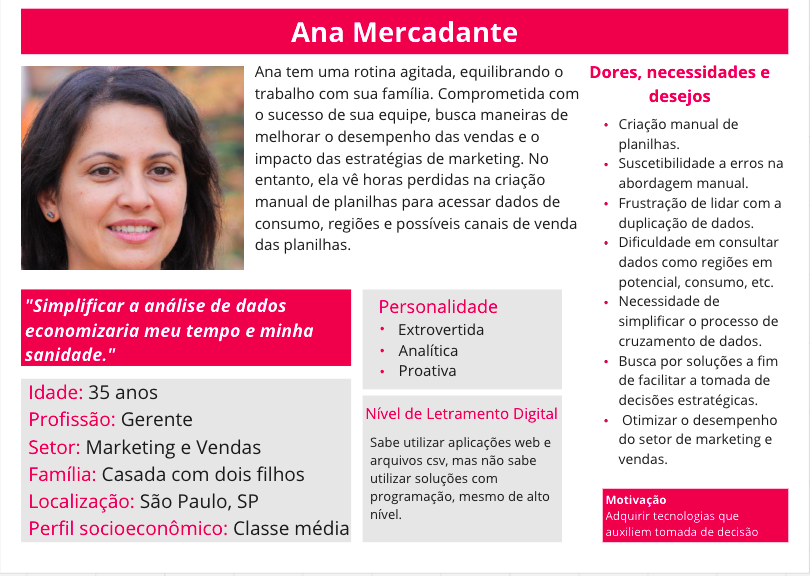 Ana Mercadante
Ana tem uma rotina agitada, equilibrando o
trabalho com sua família. Comprometida com
o sucesso de sua equipe, busca maneiras de
melhorar o desempenho das vendas e o
impacto das estratégias de marketing. No
entanto, ela vê horas perdidas na criação
manual de planilhas para acessar dados de
consumo, regiões e possíveis canais de venda
das planilhas.
"Simplificar a análise de dados
economizaria meu tempo e minha
sanidade."
Idade: 35 anos
Profissão: Gerente
Setor: Marketing e Vendas
Família: Casada com dois filhos
Localização: São Paulo, SP
Perfil socioeconômico: Classe média
Personalidade
• Extrovertida
• Analítica
• Proativa
Nível de Letramento Digital
Sabe utilizar aplicações web e
arquivos csv, mas não sabe
utilizar soluções com
programação, mesmo de alto
nível.
Dores, necessidades e
desejos
• Criação manual de
planilhas.
• Suscetibilidade a erros na
abordagem manual.
• Frustração de lidar com a
duplicação de dados.
• Dificuldade em consultar
dados como regiões em
potencial, consumo, etc.
• Necessidade de
simplificar o processo de
cruzamento de dados.
• Busca por soluções a fim
de facilitar a tomada de
decisões estratégicas.
• Otimizar o desempenho
do setor de marketing e
vendas.
Motivação
Adquirir tecnologias que
auxiliem tomada de decisão